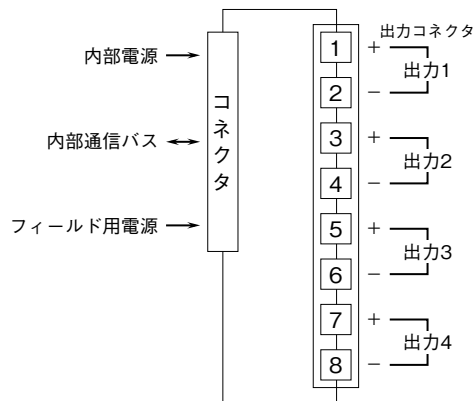 出力コネクタ
内部電源
内部通信バス
フィールド用電源
コネクタ
1 +
2 −
出力1
3 +
4 −
出力2
5 +
6 −
出力3
7 +
8 −
出力4